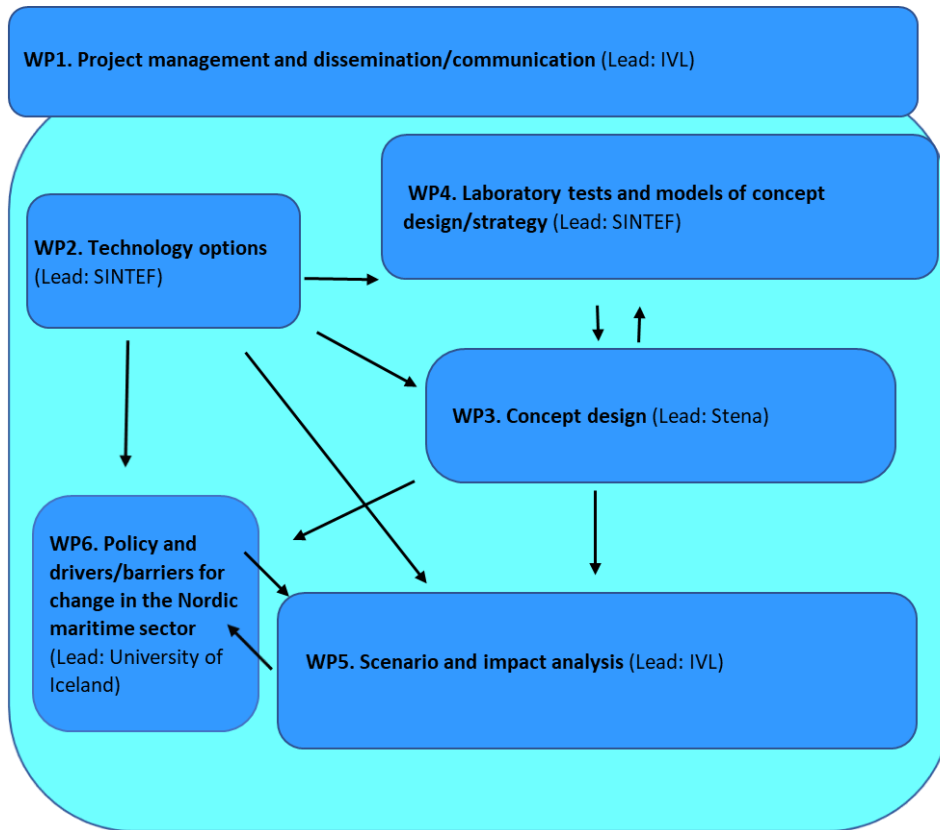 WP1. Project management and dissemination/communication (Lead: IVL)
WP4. Laboratory tests and models of concept
design/strategy (Lead: SINTEF)
WP2. Technology options
(Lead: SINTEF)
WP3. Concept design (Lead: Stena)
WP6. Policy and
drivers/barriers for
change in the Nordic
maritime sector
(Lead: University of
Iceland)
WP5. Scenario and impact analysis (Lead: IVL)